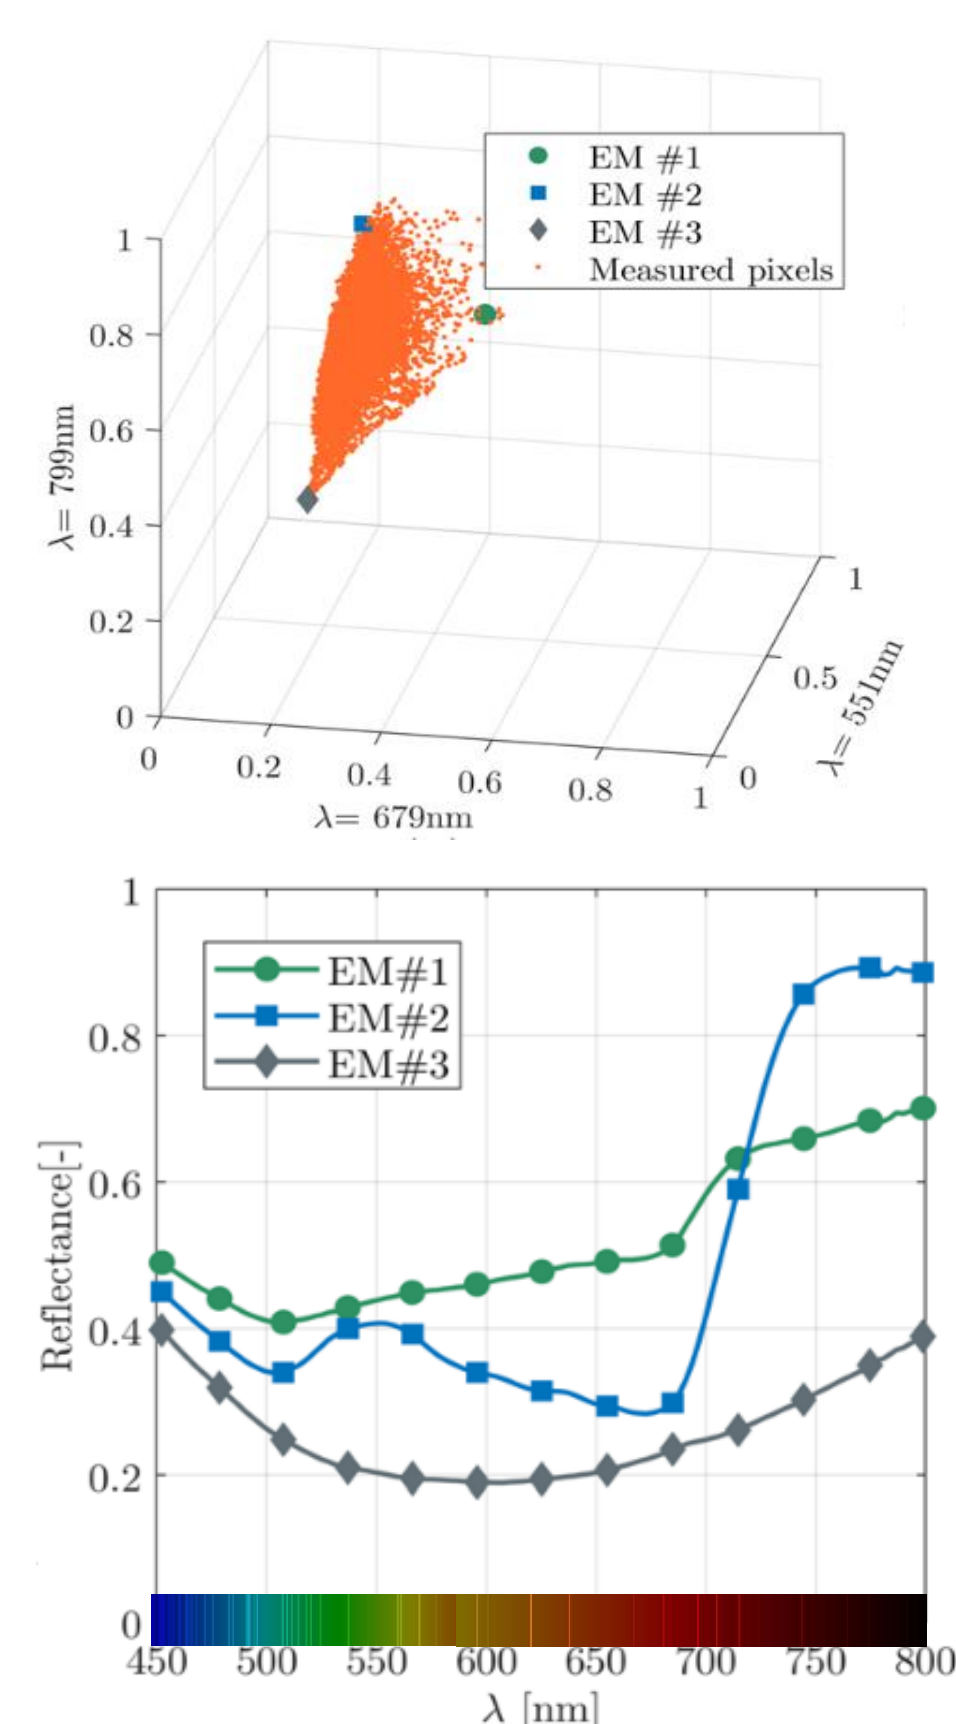 EM #1
EM #2
EM #3
Measured pixels
1
0.8
0.6
0.4
0.2
0
λ= 799nm
0
0.2
0.4
0.6
0.8
1
λ= 679nm
0
0.5
1
λ= 551nm
1
0.8
0.6
0.4
0.2
0
Reflectance[-]
EM#1
EM#2
EM#3
450 500 550 600 650 700 750 800
λ [nm]